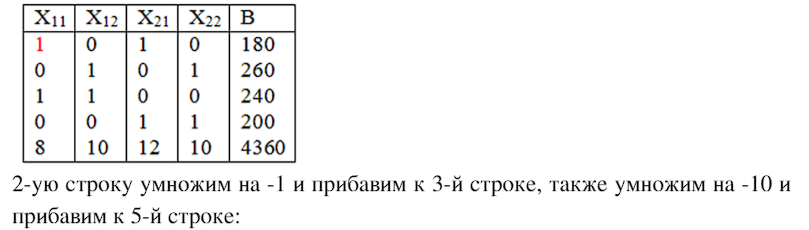 X11 X12 X21 X22 B
1 0 1 0 180
0 1 0 1 260
1 1 0 0 240
0 0 1 1 200
8 10 12 10 4360
2-ую строку умножим на -1 и прибавим к 3-й строке, также умножим на -10 и
прибавим к 5-й строке: